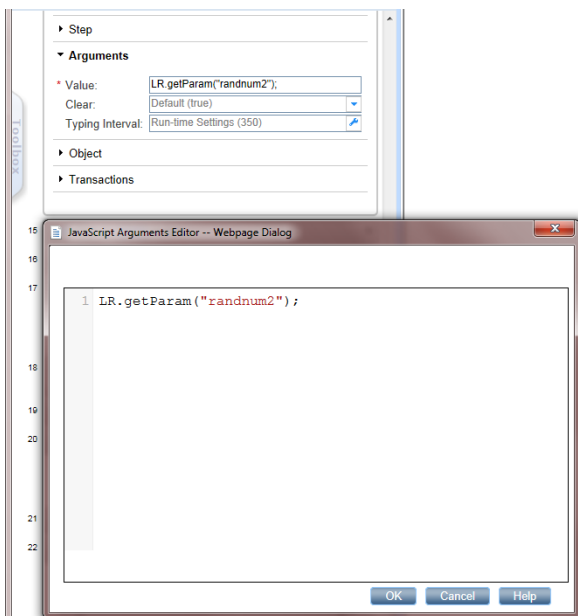 Step
Arguments
* Value: LR.getParam("randnum2");
Clear: Default (true)
Typing Interval: Run-time Settings (350)
Object
Transactions
Toolbox
15
JavaScript Arguments Editor -- Webpage Dialog
x
16
17
1 LR.getParam("randnum2");
18
19
20
21
22
OK Cancel Help